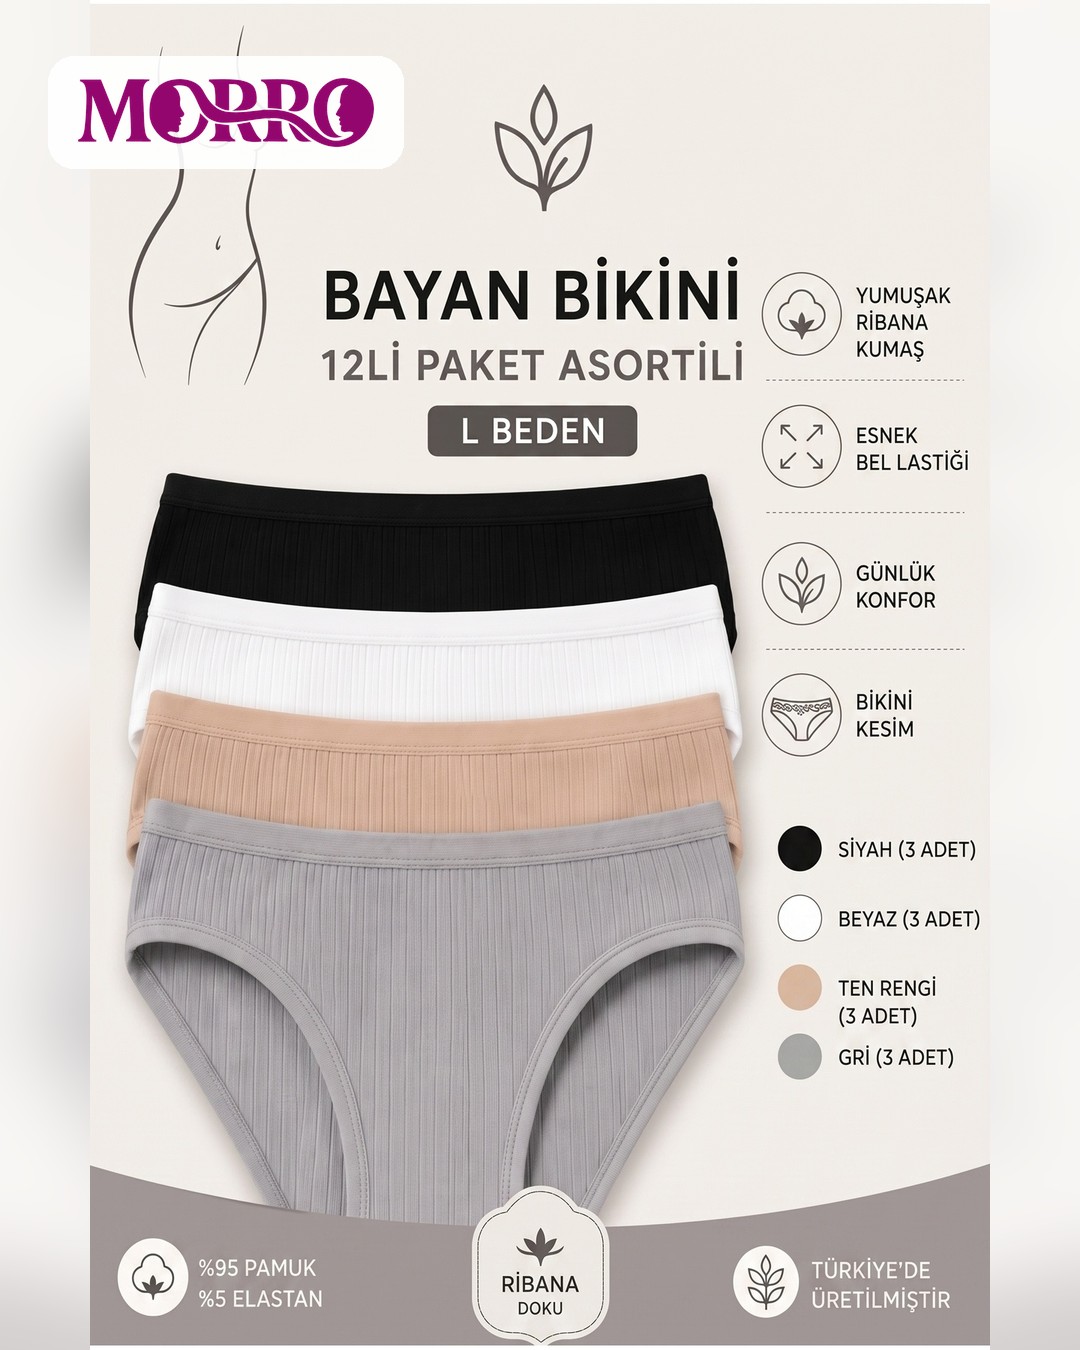 MORRO
BAYAN BİKİNİ
12Lİ PAKET ASORTİLİ
L BEDEN
YUMUŞAK
RİBANA
KUMAŞ
ESNEK
BEL LASTİĞİ
GÜNLÜK
KONFOR
BİKİNİ
KESİM
SİYAH (3 ADET)
BEYAZ (3 ADET)
TEN RENGİ
(3 ADET)
GRİ (3 ADET)
%95 PAMUK
%5 ELASTAN
RİBANA
DOKU
TÜRKİYE'DE
ÜRETİLMİŞTİR